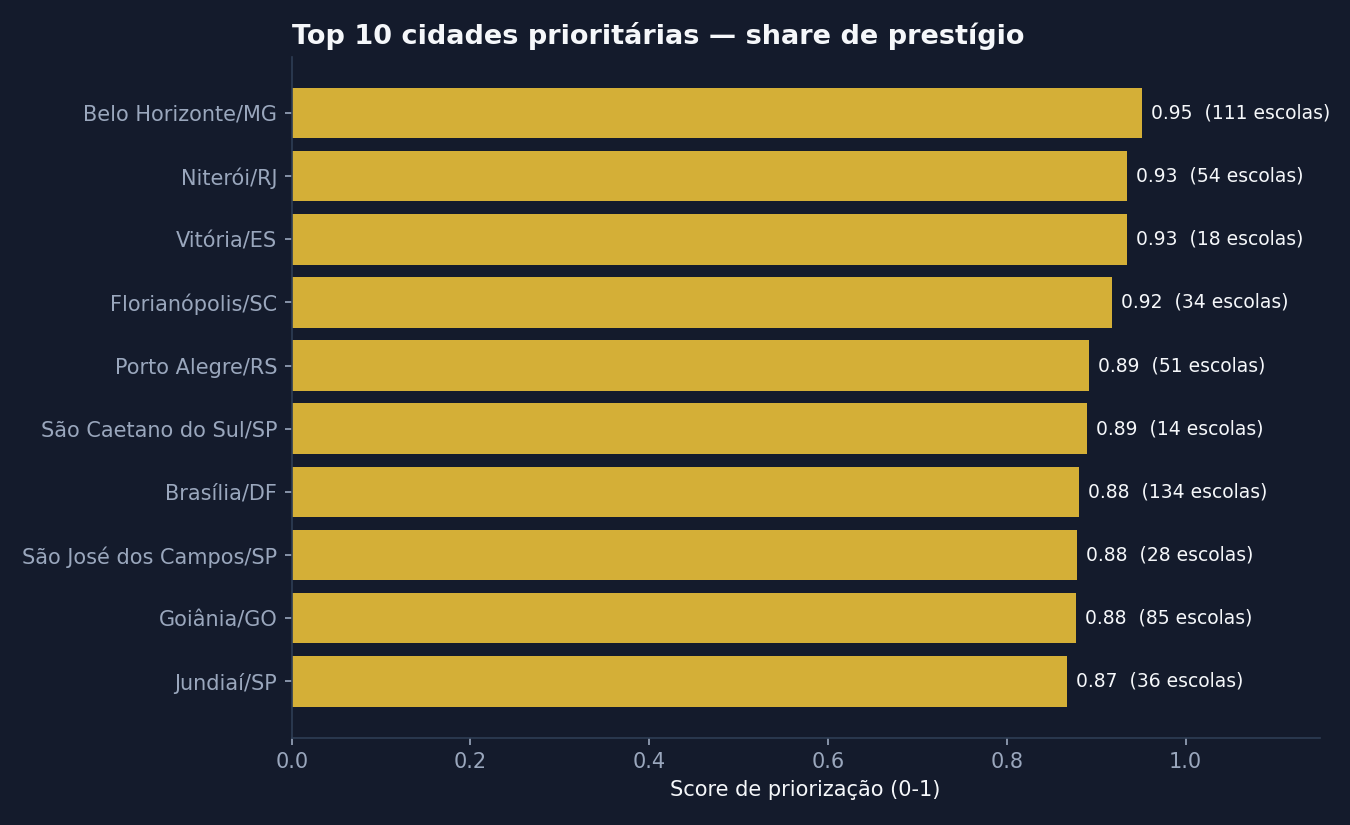 Top 10 cidades prioritárias — share de prestígio
Belo Horizonte/MG 0.95 (111 escolas)
Niterói/RJ 0.93 (54 escolas)
Vitória/ES 0.93 (18 escolas)
Florianópolis/SC 0.92 (34 escolas)
Porto Alegre/RS 0.89 (51 escolas)
São Caetano do Sul/SP 0.89 (14 escolas)
Brasília/DF 0.88 (134 escolas)
São José dos Campos/SP 0.88 (28 escolas)
Goiânia/GO 0.88 (85 escolas)
Jundiaí/SP 0.87 (36 escolas)
0.0 0.2 0.4 0.6 0.8 1.0
Score de priorização (0-1)